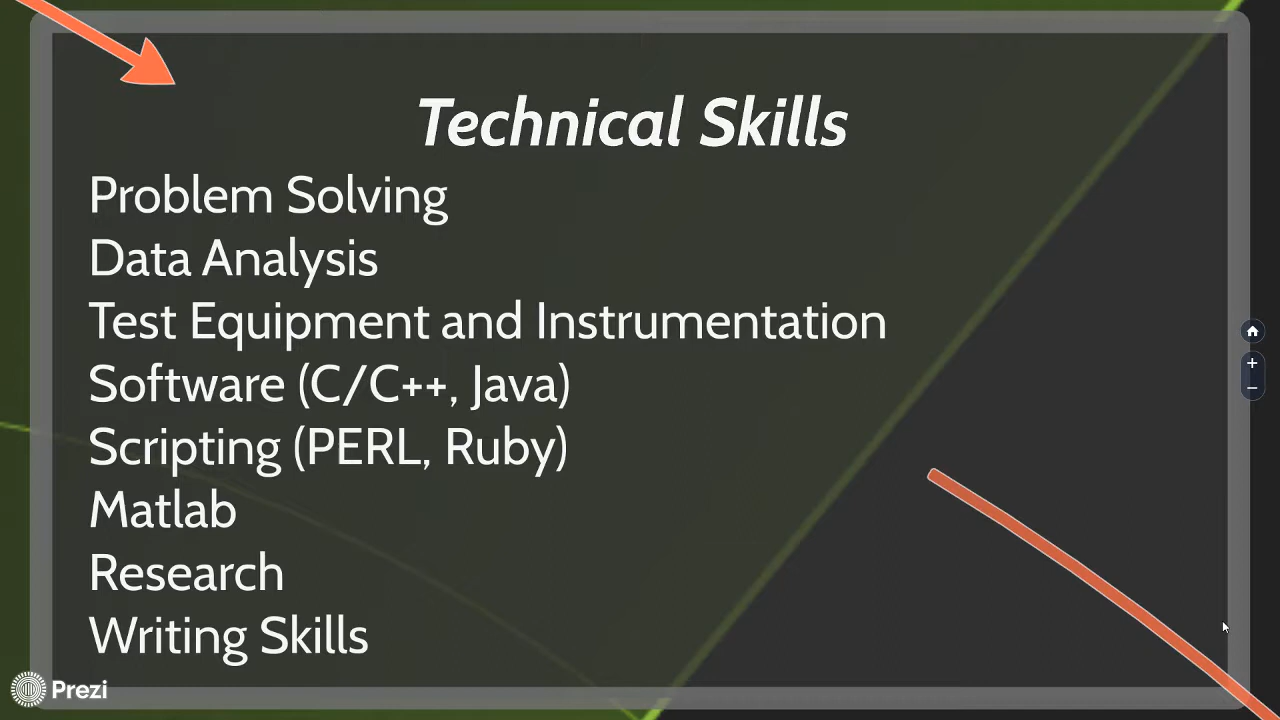 Technical Skills
Problem Solving
Data Analysis
Test Equipment and Instrumentation
Software (C/C++, Java)
Scripting (PERL, Ruby)
Matlab
Research
Writing Skills
Prezi